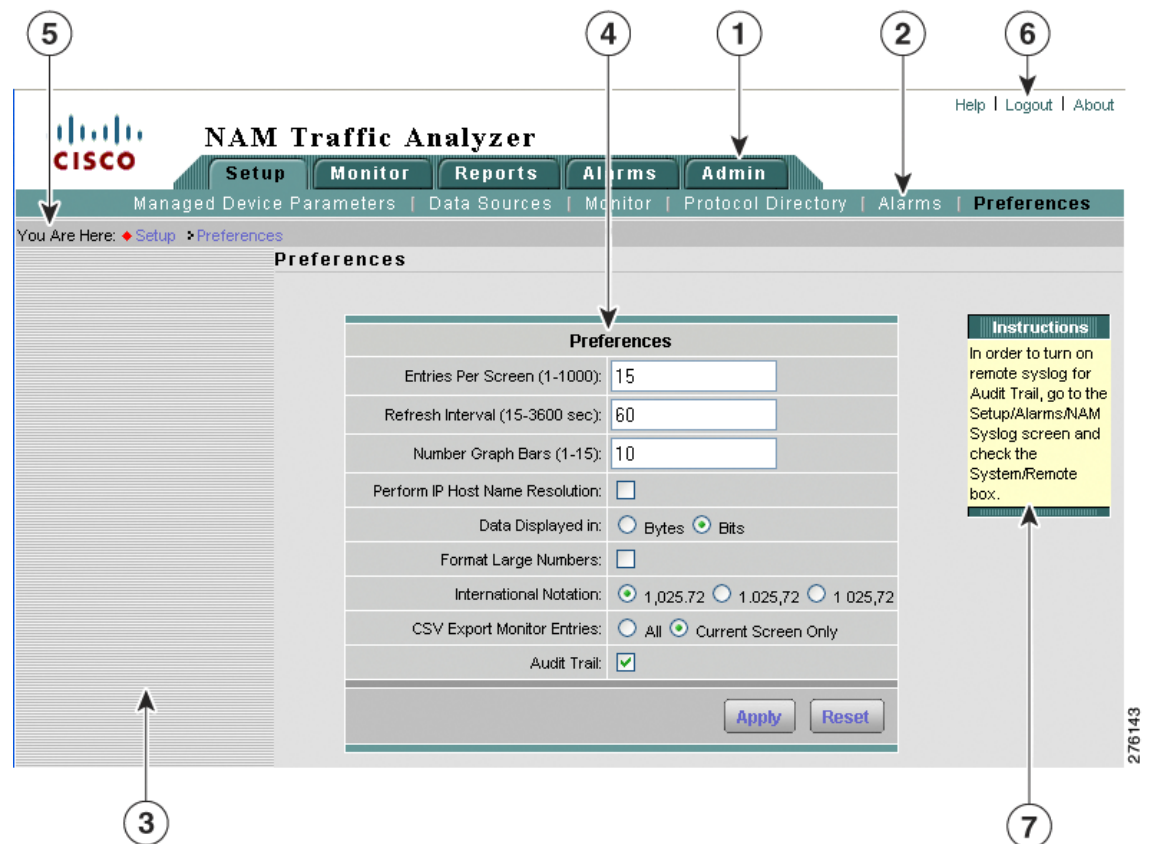 5 4 1 2 6
Help | Logout | About
CISCO
NAM Traffic Analyzer
Setup Monitor Reports Alarms Admin
Managed Device Parameters | Data Sources | Monitor | Protocol Directory | Alarms | Preferences
You Are Here: Setup Preferences
Preferences
Preferences
Entries Per Screen (1-1000): 15
Refresh Interval (15-3600 sec): 60
Number Graph Bars (1-15): 10
Perform IP Host Name Resolution:
Data Displayed in: Bytes Bits
Format Large Numbers:
International Notation: 1,025.72 1.025,72 1 025,72
CSV Export Monitor Entries: All Current Screen Only
Audit Trail:
Apply Reset
Instructions
In order to turn on
remote syslog for
Audit Trail, go to the
Setup/Alarms/NAM
Syslog screen and
check the
System/Remote
box.
276143
3 7